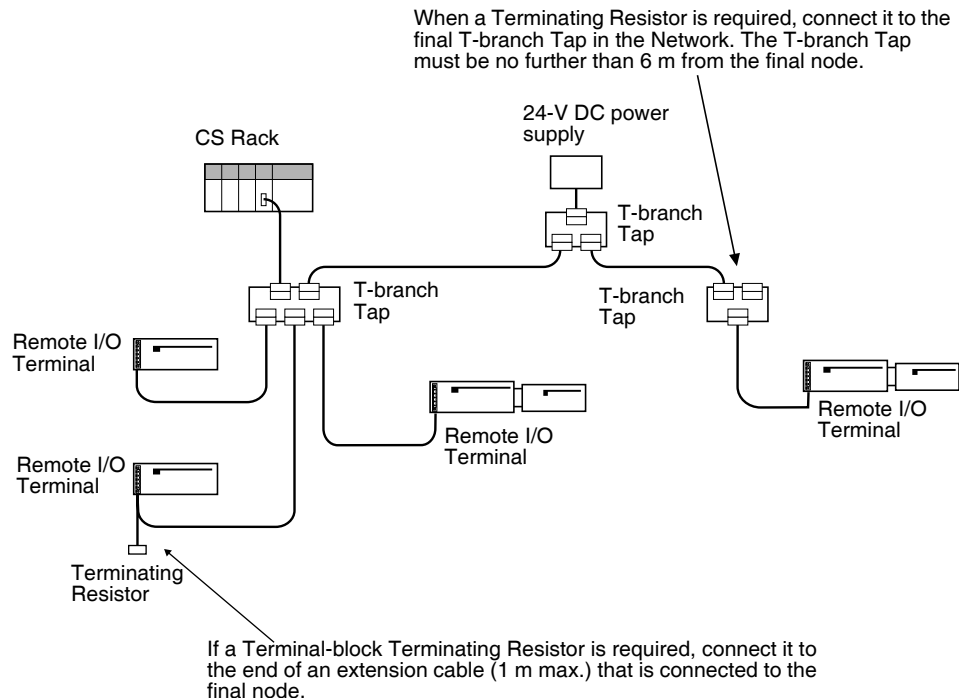 When a Terminating Resistor is required, connect it to the
final T-branch Tap in the Network. The T-branch Tap
must be no further than 6 m from the final node.
24-V DC power
supply
CS Rack
T-branch
Tap
T-branch
Tap
T-branch
Tap
Remote I/O
Terminal
Remote I/O
Terminal
Remote I/O
Terminal
Remote I/O
Terminal
Terminating
Resistor
If a Terminal-block Terminating Resistor is required, connect it to
the end of an extension cable (1 m max.) that is connected to the
final node.